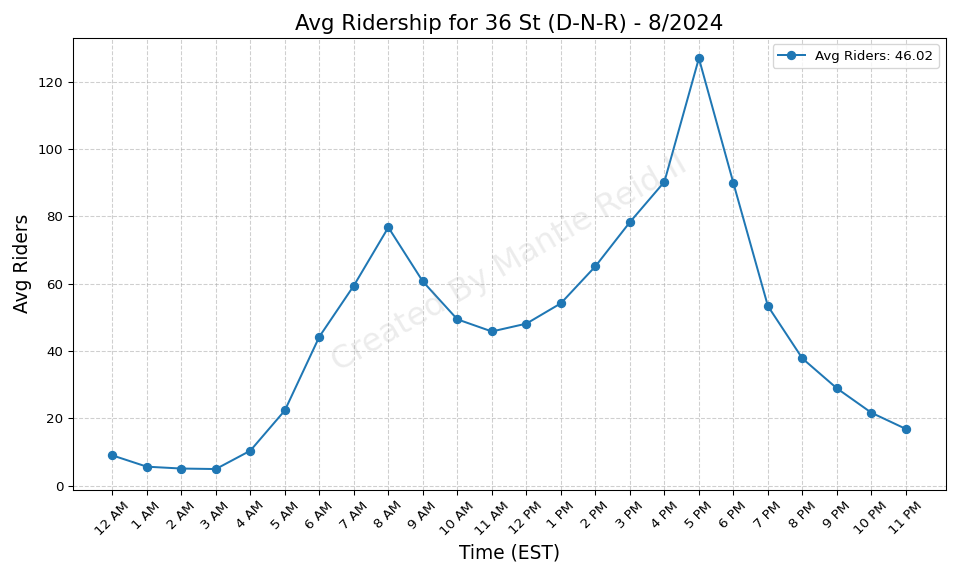 Avg Ridership for 36 St (D-N-R) - 8/2024
Avg Riders: 46.02
Avg Riders
120
100
80
60
40
20
0
Created By Mantie Reid II
12 AM
1 AM
2 AM
3 AM
4 AM
5 AM
6 AM
7 AM
8 AM
9 AM
10 AM
11 AM
12 PM
1 PM
2 PM
3 PM
4 PM
5 PM
6 PM
7 PM
8 PM
9 PM
10 PM
11 PM
Time (EST)